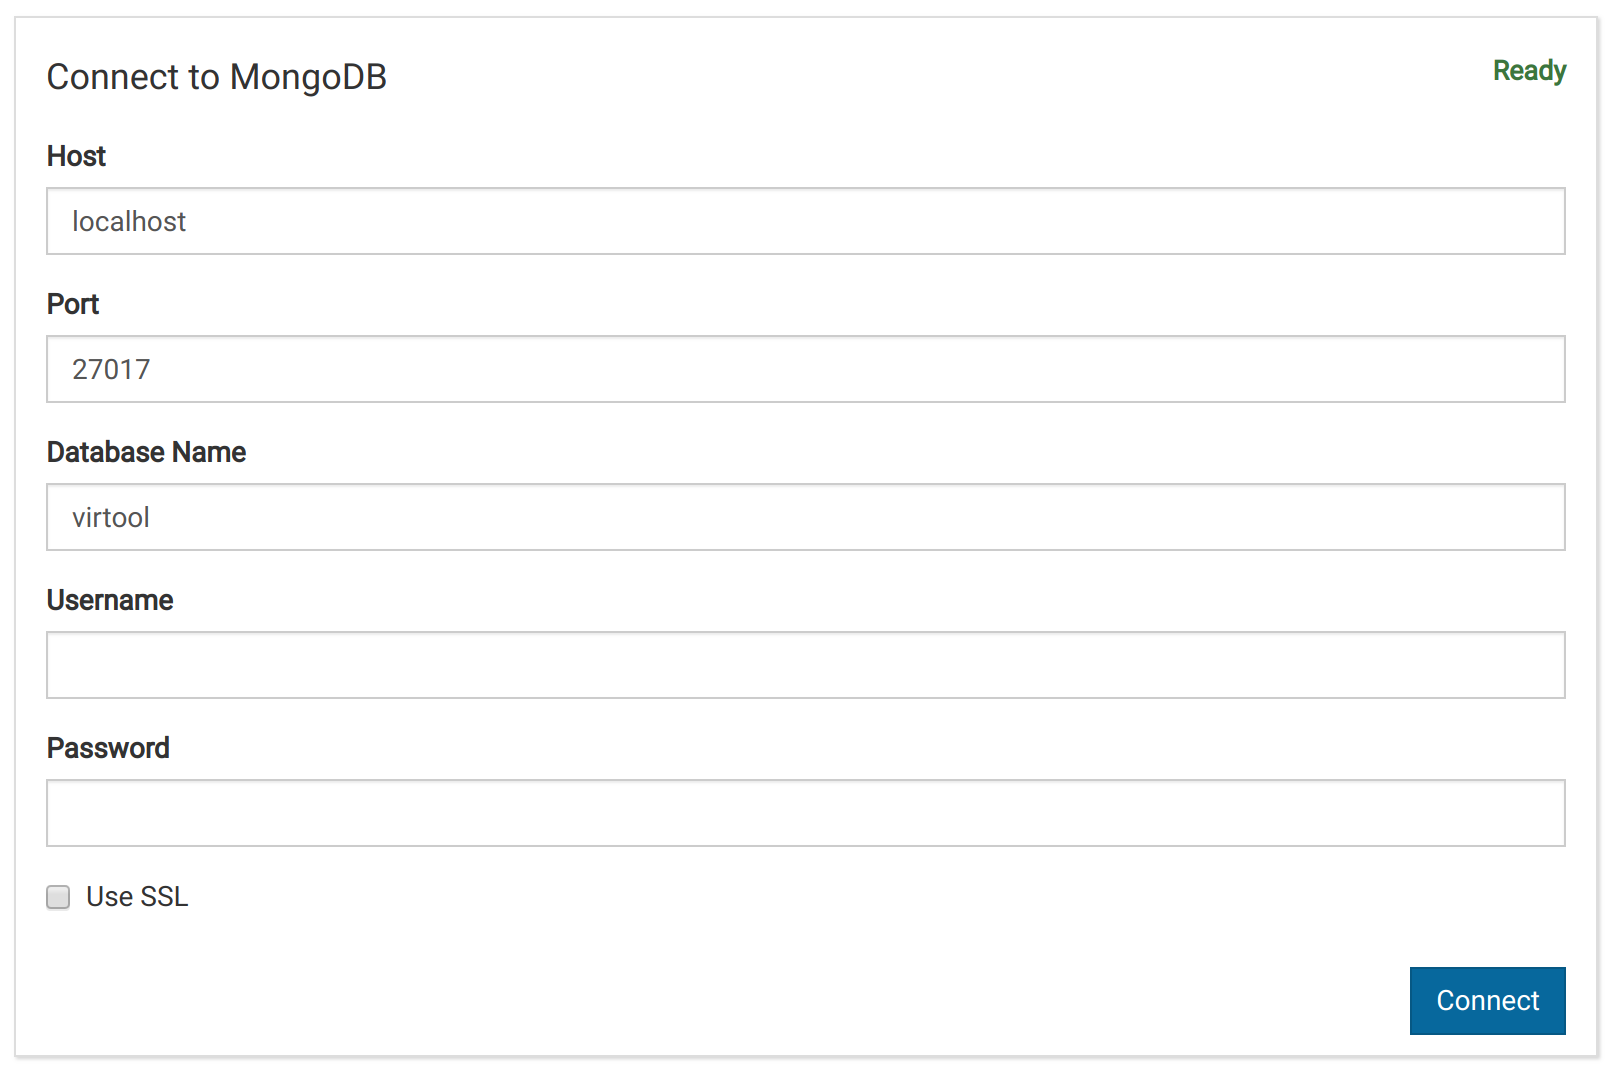 Connect to MongoDB
Ready
Host
localhost
Port
27017
Database Name
virtool
Username
Password
Use SSL
Connect